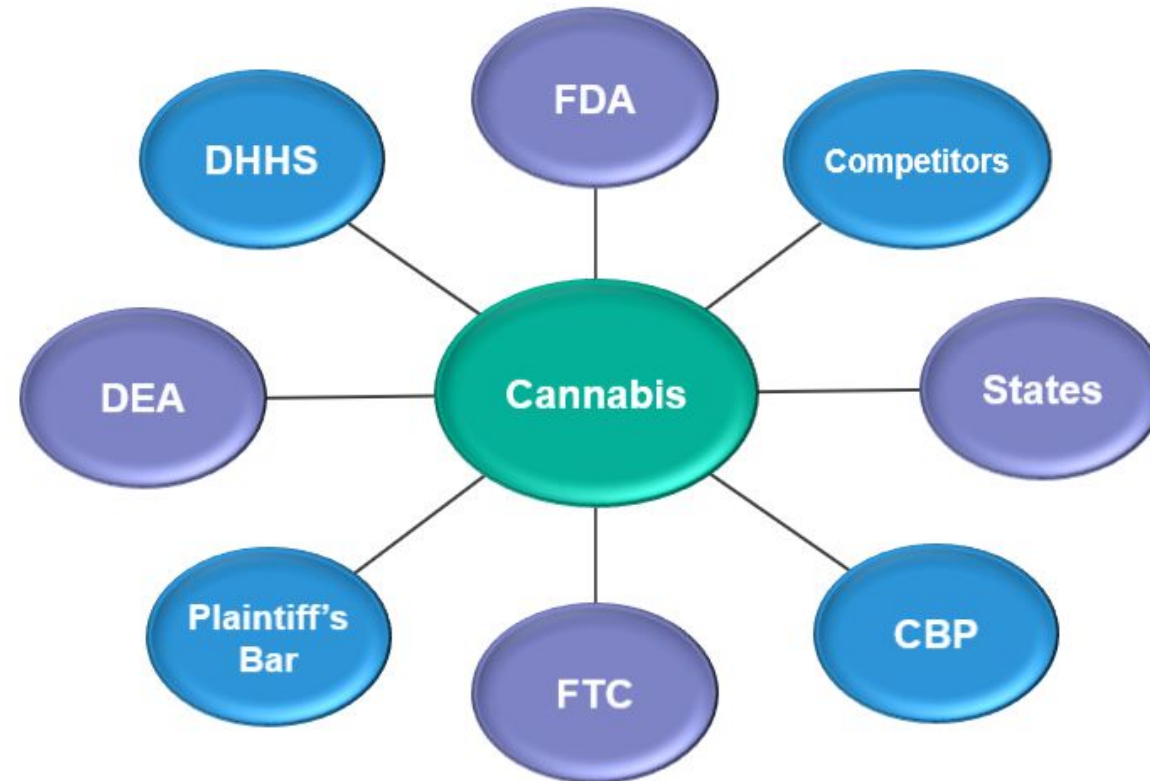 FDA
DHHS
Competitors
DEA
Cannabis
States
Plaintiff’s
Bar
CBP
FTC